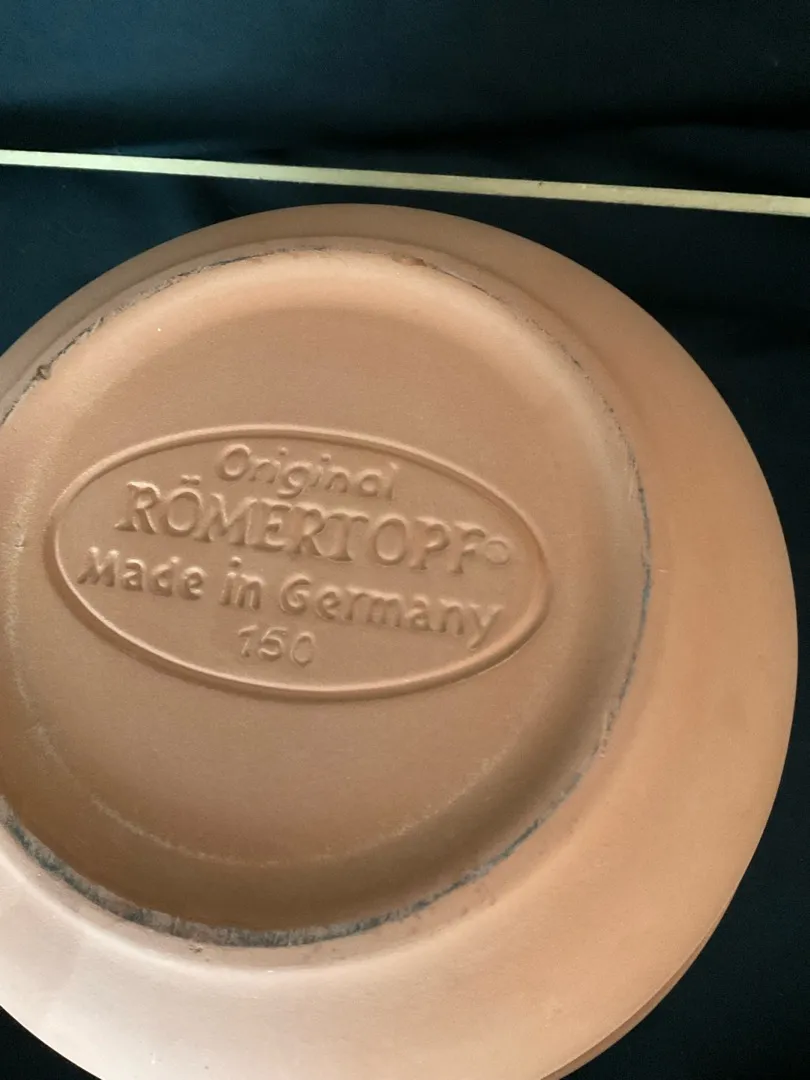 Original
RÖMERTOPF®
Made in Germany
150